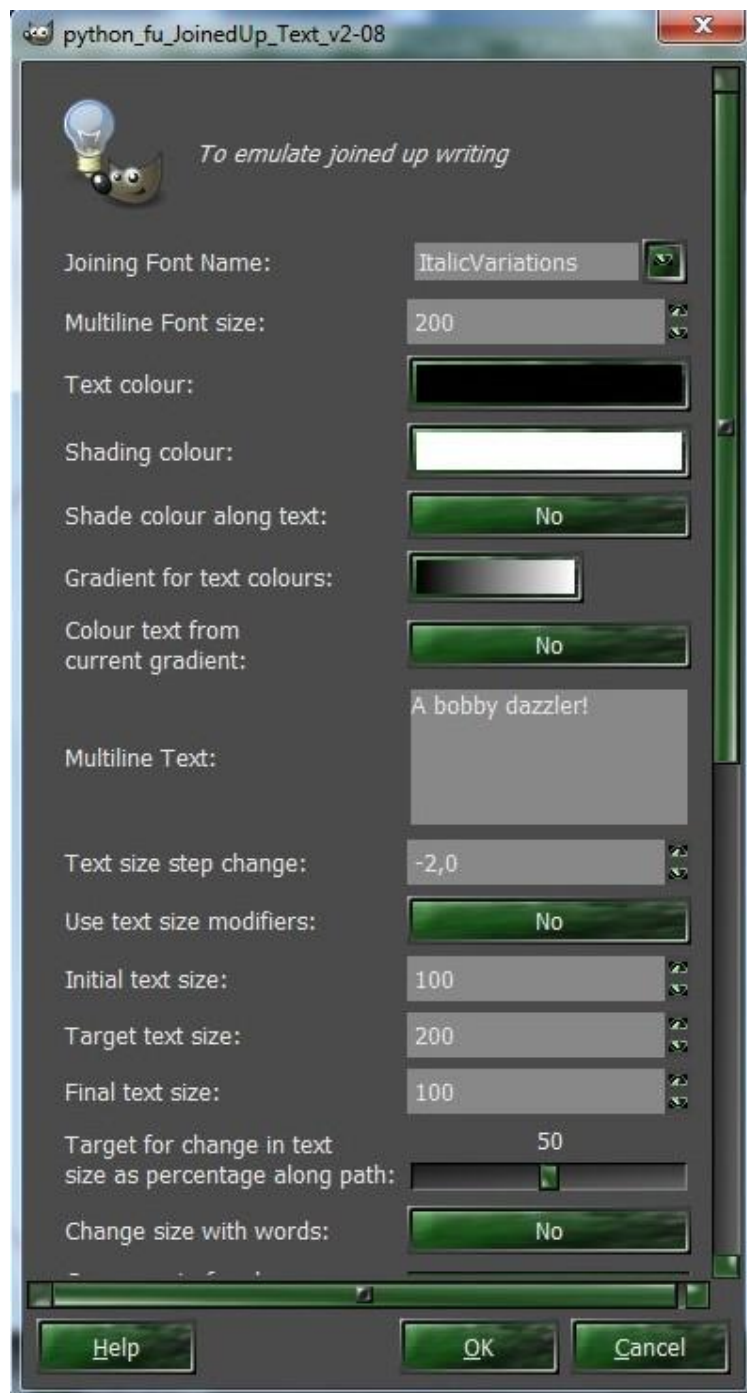 python_fu_JoinedUp_Text_v2-08
To emulate joined up writing
Joining Font Name: ItalicVariations
Multiline Font size: 200
Text colour:
Shading colour:
Shade colour along text: No
Gradient for text colours:
Colour text from
current gradient: No
Multiline Text: A bobby dazzler!
Text size step change: -2,0
Use text size modifiers: No
Initial text size: 100
Target text size: 200
Final text size: 100
Target for change in text
size as percentage along path: 50
Change size with words: No
Help OK Cancel